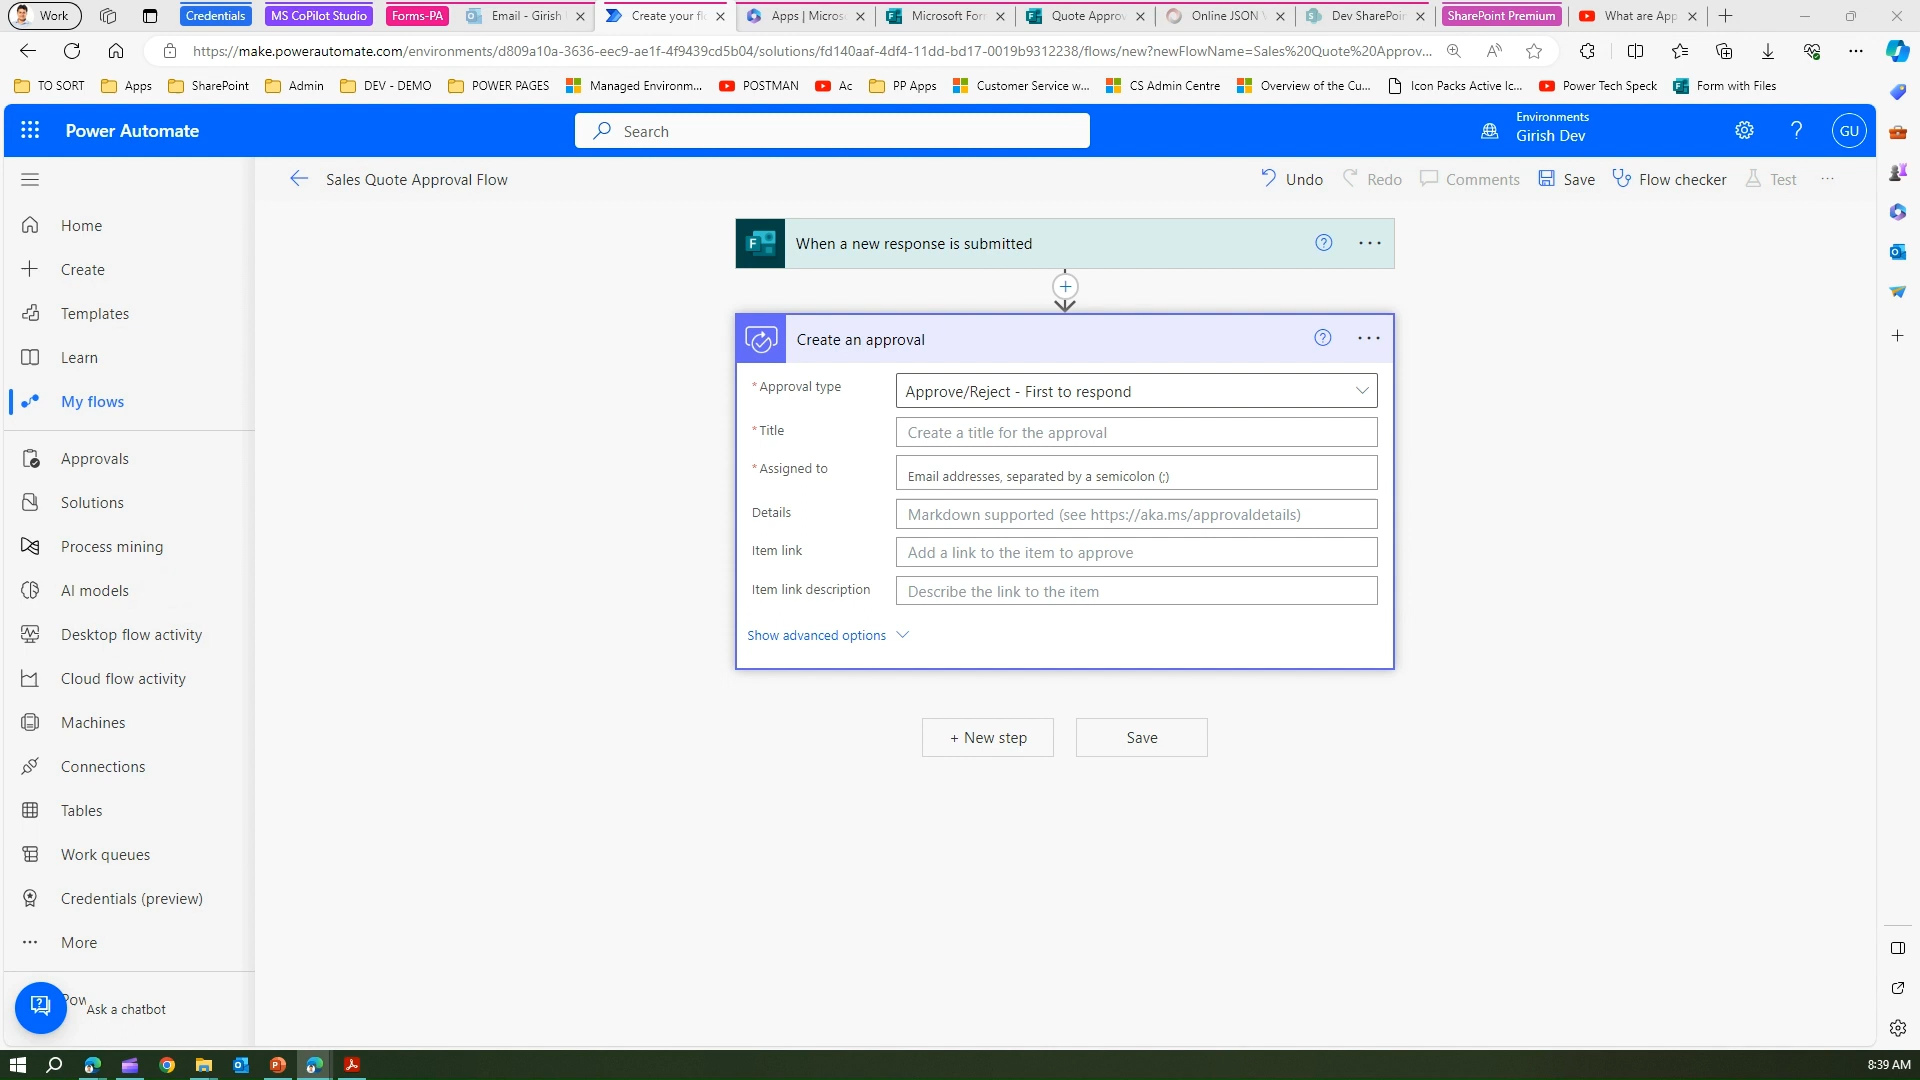 Work
Credentials
MS CoPilot Studio
Forms-PA
Email - Girish
Create your fl
Apps | Micros
Microsoft For
Quote Approv
Online JSON V
Dev SharePoin
SharePoint Premium
What are App
https://make.powerautomate.com/environments/d809a10a-3636-eec9-ae1f-4f9439cd5b04/solutions/fd140aaf-4df4-11dd-bd17-0019b9312238/flows/new?newFlowName=Sales%20Quote%20Approv...
TO SORT
Apps
SharePoint
Admin
DEV - DEMO
POWER PAGES
Managed Environm...
POSTMAN
Ac
PP Apps
Customer Service w...
CS Admin Centre
Overview of the Cu...
Icon Packs Active Ic...
Power Tech Speck
Form with Files
Power Automate
Search
Environments
Girish Dev
GU
Sales Quote Approval Flow
Undo
Redo
Comments
Save
Flow checker
Test
Home
Create
Templates
Learn
My flows
Approvals
Solutions
Process mining
AI models
Desktop flow activity
Cloud flow activity
Machines
Connections
Tables
Work queues
Credentials (preview)
More
Pow
Ask a chatbot
When a new response is submitted
Create an approval
* Approval type
Approve/Reject - First to respond
* Title
Create a title for the approval
* Assigned to
Email addresses, separated by a semicolon (;)
Details
Markdown supported (see https://aka.ms/approvaldetails)
Item link
Add a link to the item to approve
Item link description
Describe the link to the item
Show advanced options
+ New step
Save
8:39 AM